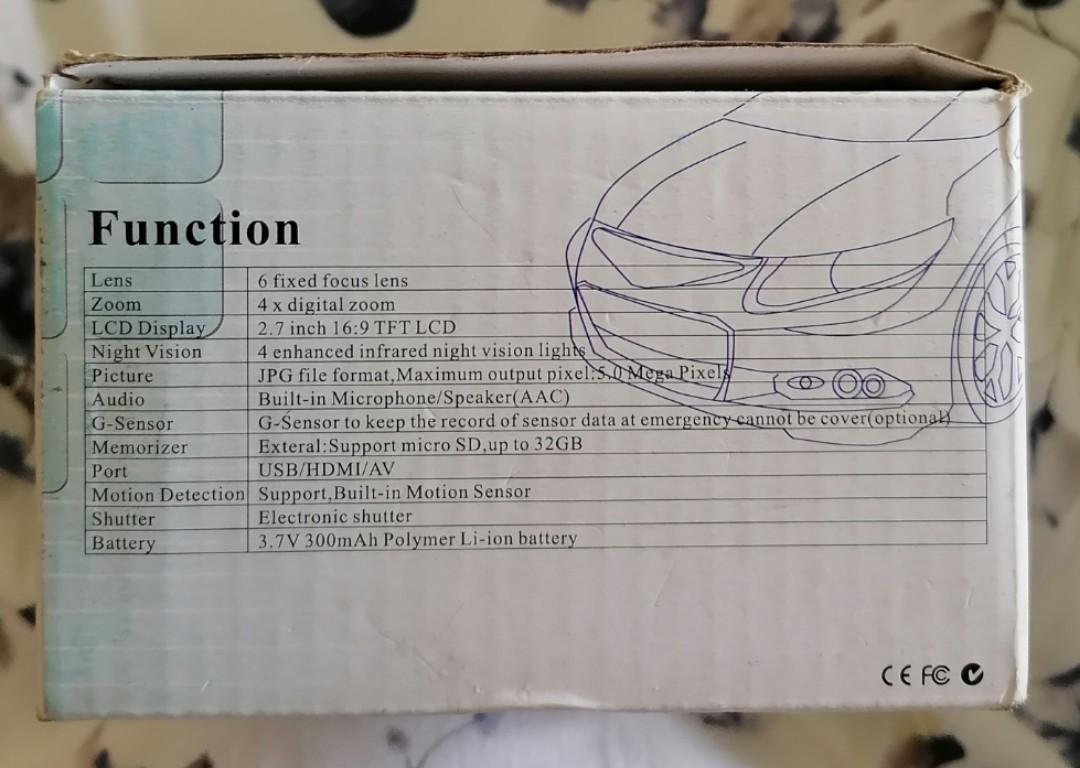 Function
Lens 6 fixed focus lens
Zoom 4 x digital zoom
LCD Display 2.7 inch 16:9 TFT LCD
Night Vision 4 enhanced infrared night vision lights
Picture JPG file format,Maximum output pixel:5.0 Mega Pixels
Audio Built-in Microphone/Speaker(AAC)
G-Sensor G-Sensor to keep the record of sensor data at emergency cannot be cover(optional)
Memorizer Exteral:Support micro SD,up to 32GB
Port USB/HDMI/AV
Motion Detection Support,Built-in Motion Sensor
Shutter Electronic shutter
Battery 3.7V 300mAh Polymer Li-ion battery
CE FC